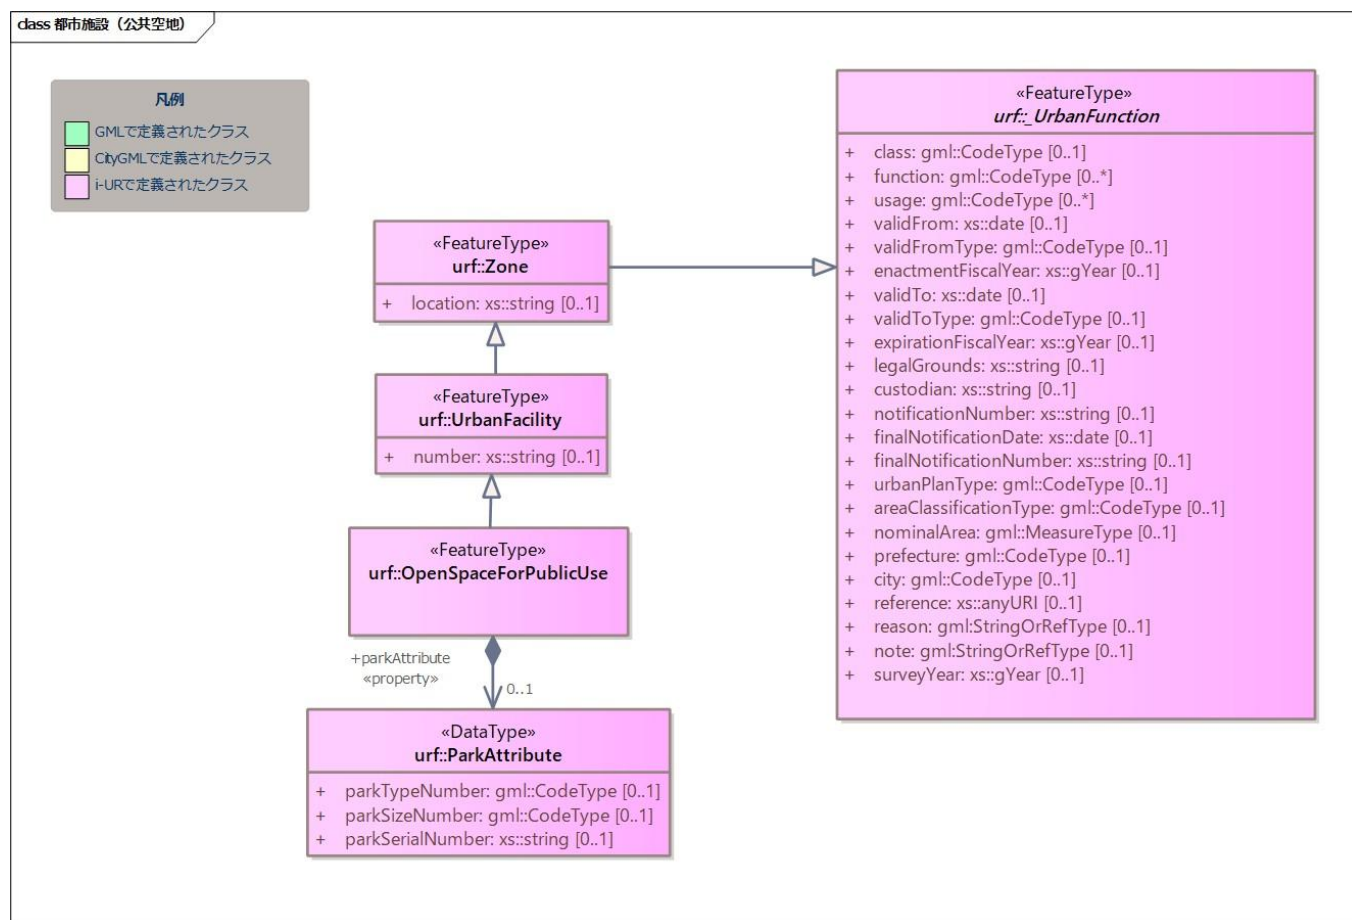 class 都市施設（公共空地）
凡例
GMLで定義されたクラス
CityGMLで定義されたクラス
i-URで定義されたクラス
«FeatureType»
urf::Zone
+ location: xs::string [0..1]
«FeatureType»
urf::UrbanFacility
+ number: xs::string [0..1]
«FeatureType»
urf::OpenSpaceForPublicUse
+parkAttribute
«property»
0..1
«DataType»
urf::ParkAttribute
+ parkTypeNumber: gml::CodeType [0..1]
+ parkSizeNumber: gml::CodeType [0..1]
+ parkSerialNumber: xs::string [0..1]
«FeatureType»
urf::_UrbanFunction
+ class: gml::CodeType [0..1]
+ function: gml::CodeType [0..*]
+ usage: gml::CodeType [0..*]
+ validFrom: xs::date [0..1]
+ validFromType: gml::CodeType [0..1]
+ enactmentFiscalYear: xs::gYear [0..1]
+ validTo: xs::date [0..1]
+ validToType: gml::CodeType [0..1]
+ expirationFiscalYear: xs::gYear [0..1]
+ legalGrounds: xs::string [0..1]
+ custodian: xs::string [0..1]
+ notificationNumber: xs::string [0..1]
+ finalNotificationDate: xs::date [0..1]
+ finalNotificationNumber: xs::string [0..1]
+ urbanPlanType: gml::CodeType [0..1]
+ areaClassificationType: gml::CodeType [0..1]
+ nominalArea: gml::MeasureType [0..1]
+ prefecture: gml::CodeType [0..1]
+ city: gml::CodeType [0..1]
+ reference: xs::anyURI [0..1]
+ reason: gml:StringOrRefType [0..1]
+ note: gml:StringOrRefType [0..1]
+ surveyYear: xs::gYear [0..1]